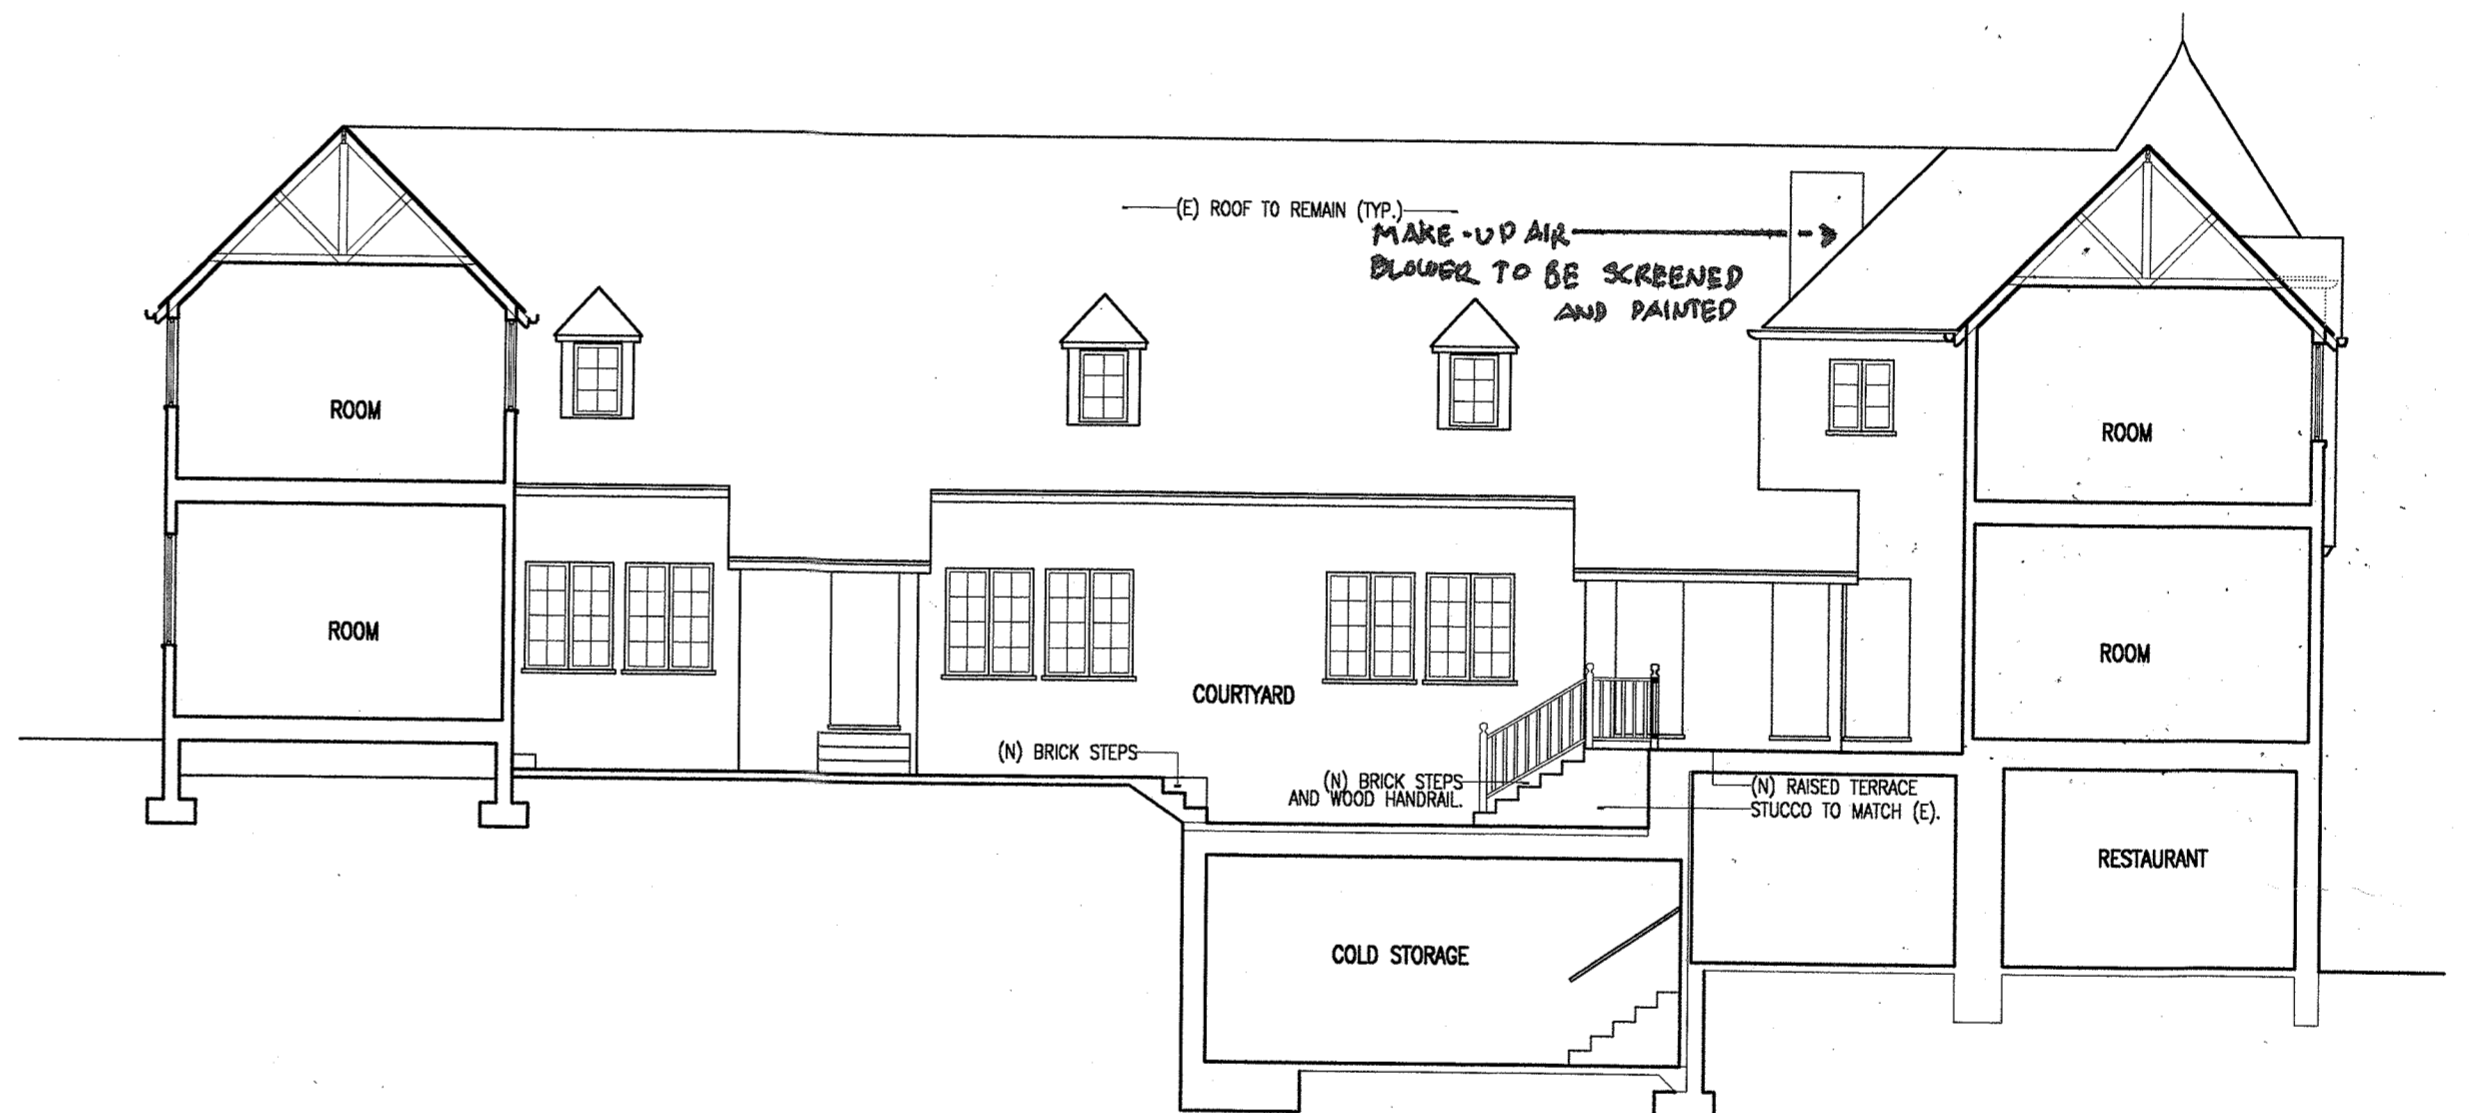 (E) ROOF TO REMAIN (TYP.)
MAKE-UP AIR
BLOWER TO BE SCREENED
AND PAINTED
ROOM
ROOM
ROOM
ROOM
COURTYARD
(N) BRICK STEPS
(N) BRICK STEPS
AND WOOD HANDRAIL.
(N) RAISED TERRACE
STUCCO TO MATCH (E).
RESTAURANT
COLD STORAGE